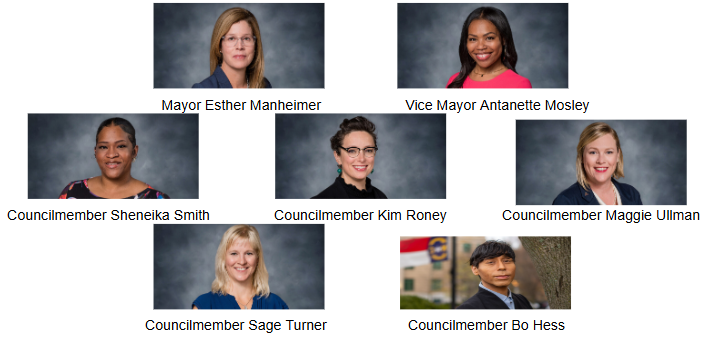 Mayor Esther Manheimer
Vice Mayor Antanette Mosley
Councilmember Sheneika Smith
Councilmember Kim Roney
Councilmember Maggie Ullman
Councilmember Sage Turner
Councilmember Bo Hess